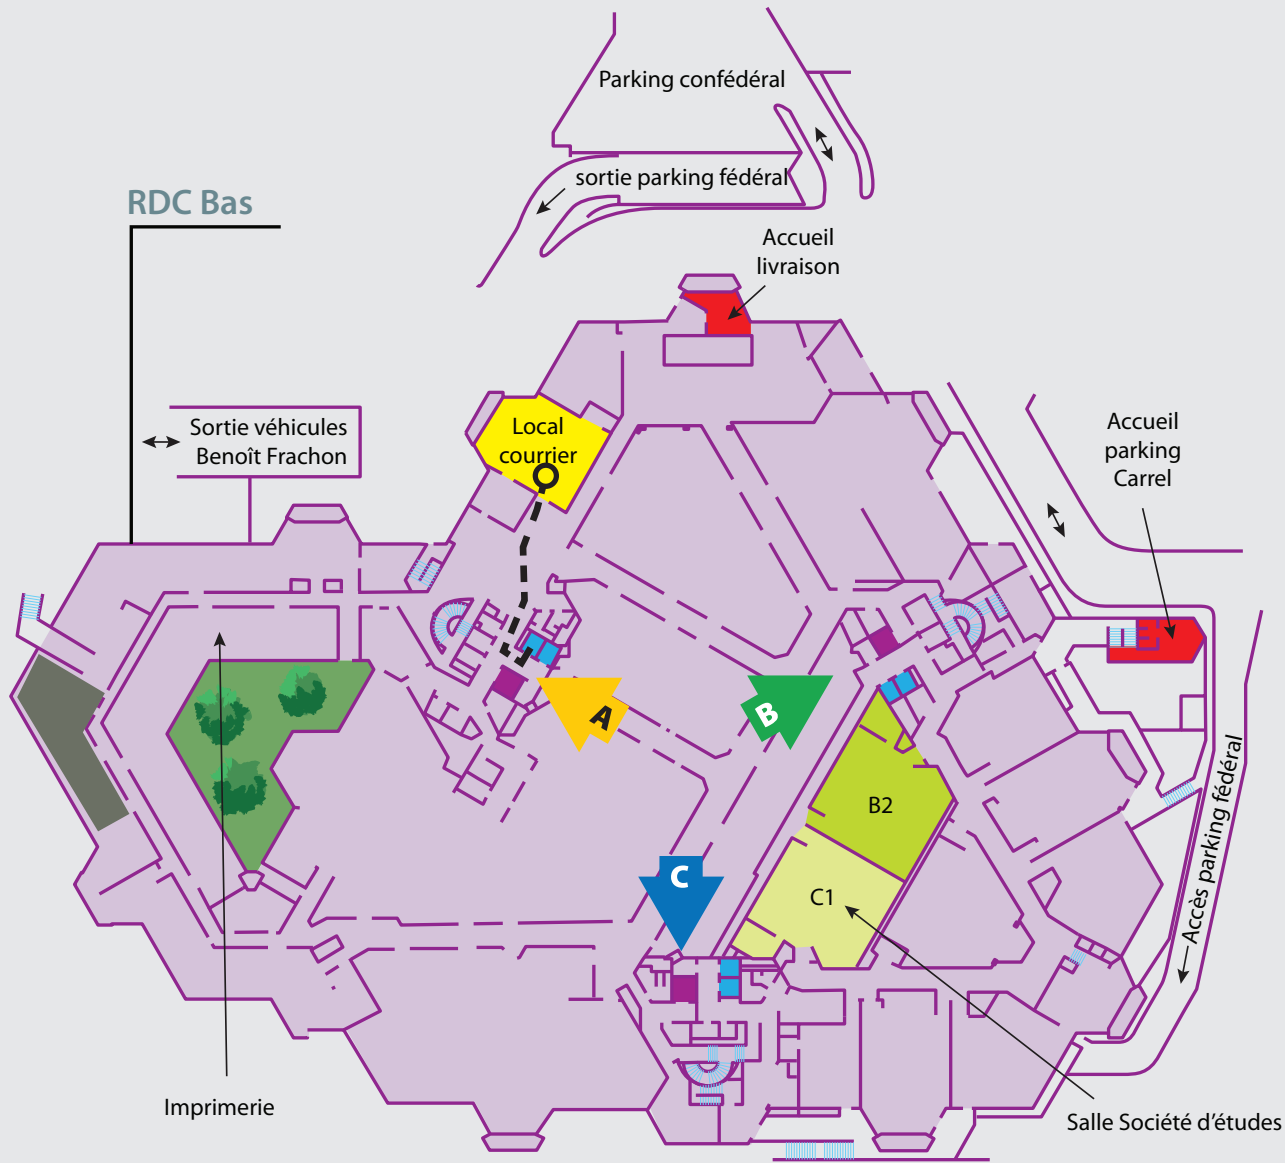 Parking confédéral
sortie parking fédéral
RDC Bas
Accueil
livraison
Sortie véhicules
Benoît Frachon
Local
courrier
Accueil
parking
Carrel
A
B
B2
C
C1
Accès parking fédéral
Imprimerie
Salle Société d'études